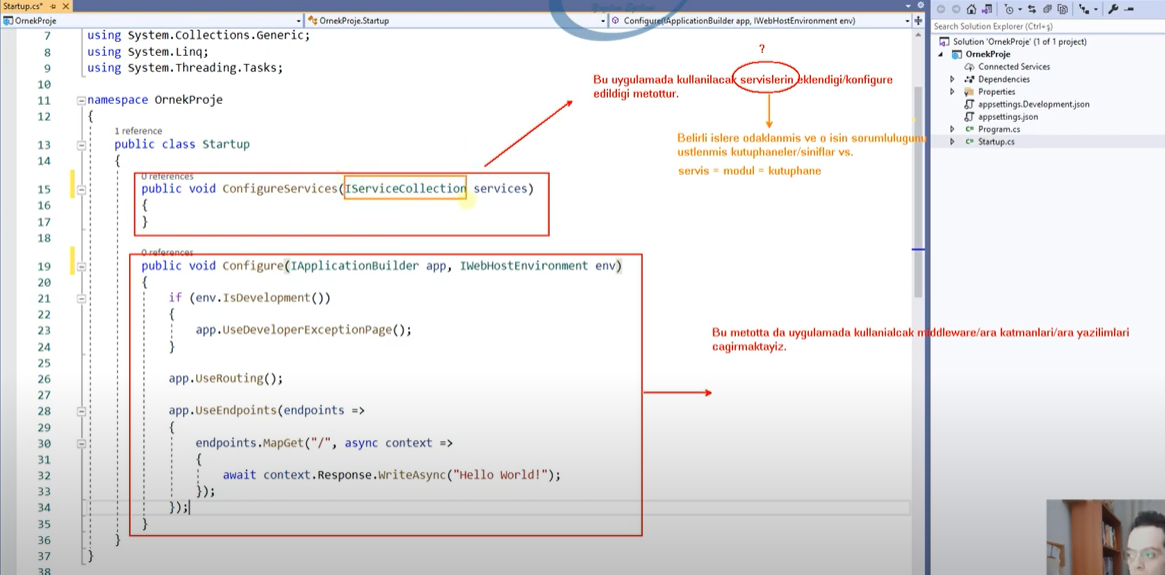 Startup.cs*
OrnekProje
OrnekProje.Startup
Configure(IApplicationBuilder app, IWebHostEnvironment env)
7 using System.Collections.Generic;
8 using System.Linq;
9 using System.Threading.Tasks;
10
11 namespace OrnekProje
12 {
1 reference
13 public class Startup
14 {
0 references
15 public void ConfigureServices(IServiceCollection services)
16 {
17 }
18
0 references
19 public void Configure(IApplicationBuilder app, IWebHostEnvironment env)
20 {
21 if (env.IsDevelopment())
22 {
23 app.UseDeveloperExceptionPage();
24 }
25
26 app.UseRouting();
27
28 app.UseEndpoints(endpoints =>
29 {
30 endpoints.MapGet("/", async context =>
31 {
32 await context.Response.WriteAsync("Hello World!");
33 });
34 });
35 }
36 }
37 }
38
?
Bu uygulamada kullanilacak servislerin eklendigi/konfigure
edildigi metottur.
Belirli islere odaklanmis ve o isin sorumlulugunu
ustlenmis kutuphaneler/siniflar vs.
servis = modul = kutuphane
Bu metotta da uygulamada kullanialcak middleware/ara katmanlari/ara yazilimlari
cagirmaktayiz.
Search Solution Explorer (Ctrl+ş)
Solution 'OrnekProje' (1 of 1 project)
OrnekProje
Connected Services
Dependencies
Properties
appsettings.Development.json
appsettings.json
C# Program.cs
C# Startup.cs